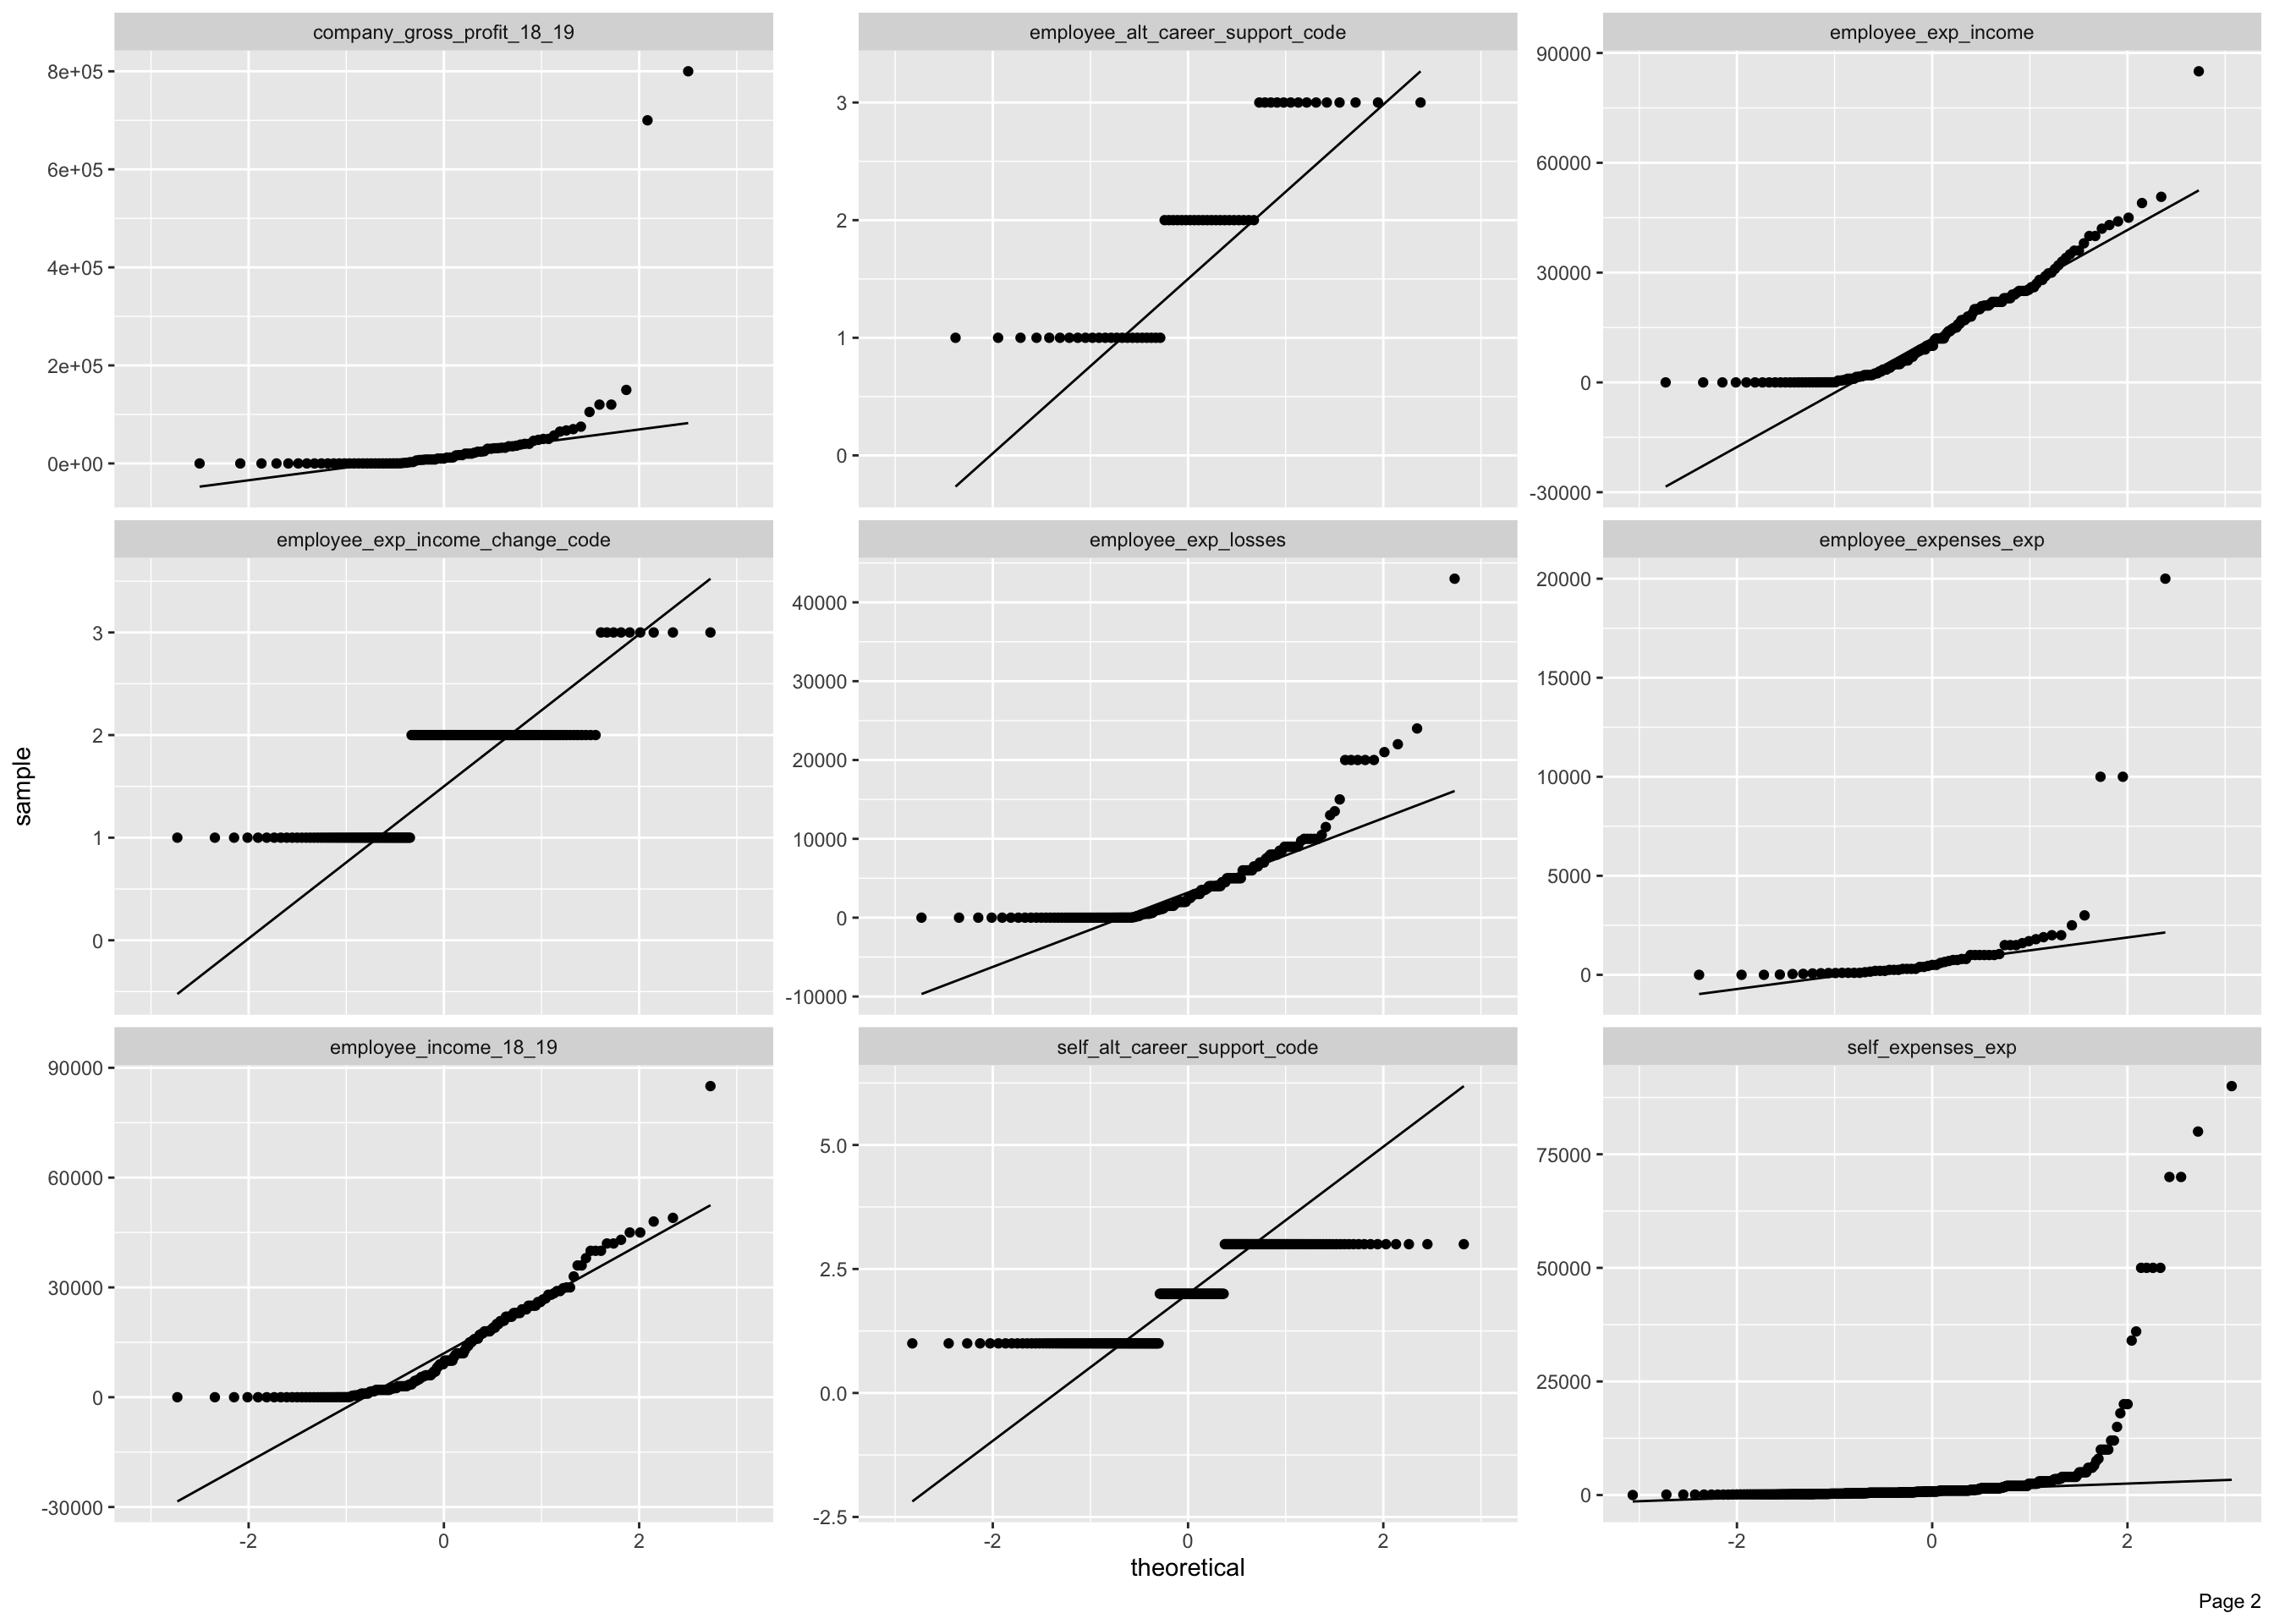 company_gross_profit_18_19
8e+05
6e+05
4e+05
2e+05
0e+00
employee_alt_career_support_code
3
2
1
0
employee_exp_income
90000
60000
30000
0
-30000
employee_exp_income_change_code
3
2
1
0
employee_exp_losses
40000
30000
20000
10000
0
-10000
employee_expenses_exp
20000
15000
10000
5000
0
employee_income_18_19
90000
60000
30000
0
-30000
-2 0 2
self_alt_career_support_code
5.0
2.5
0.0
-2.5
-2 0 2
self_expenses_exp
75000
50000
25000
0
-2 0 2
sample
theoretical
Page 2